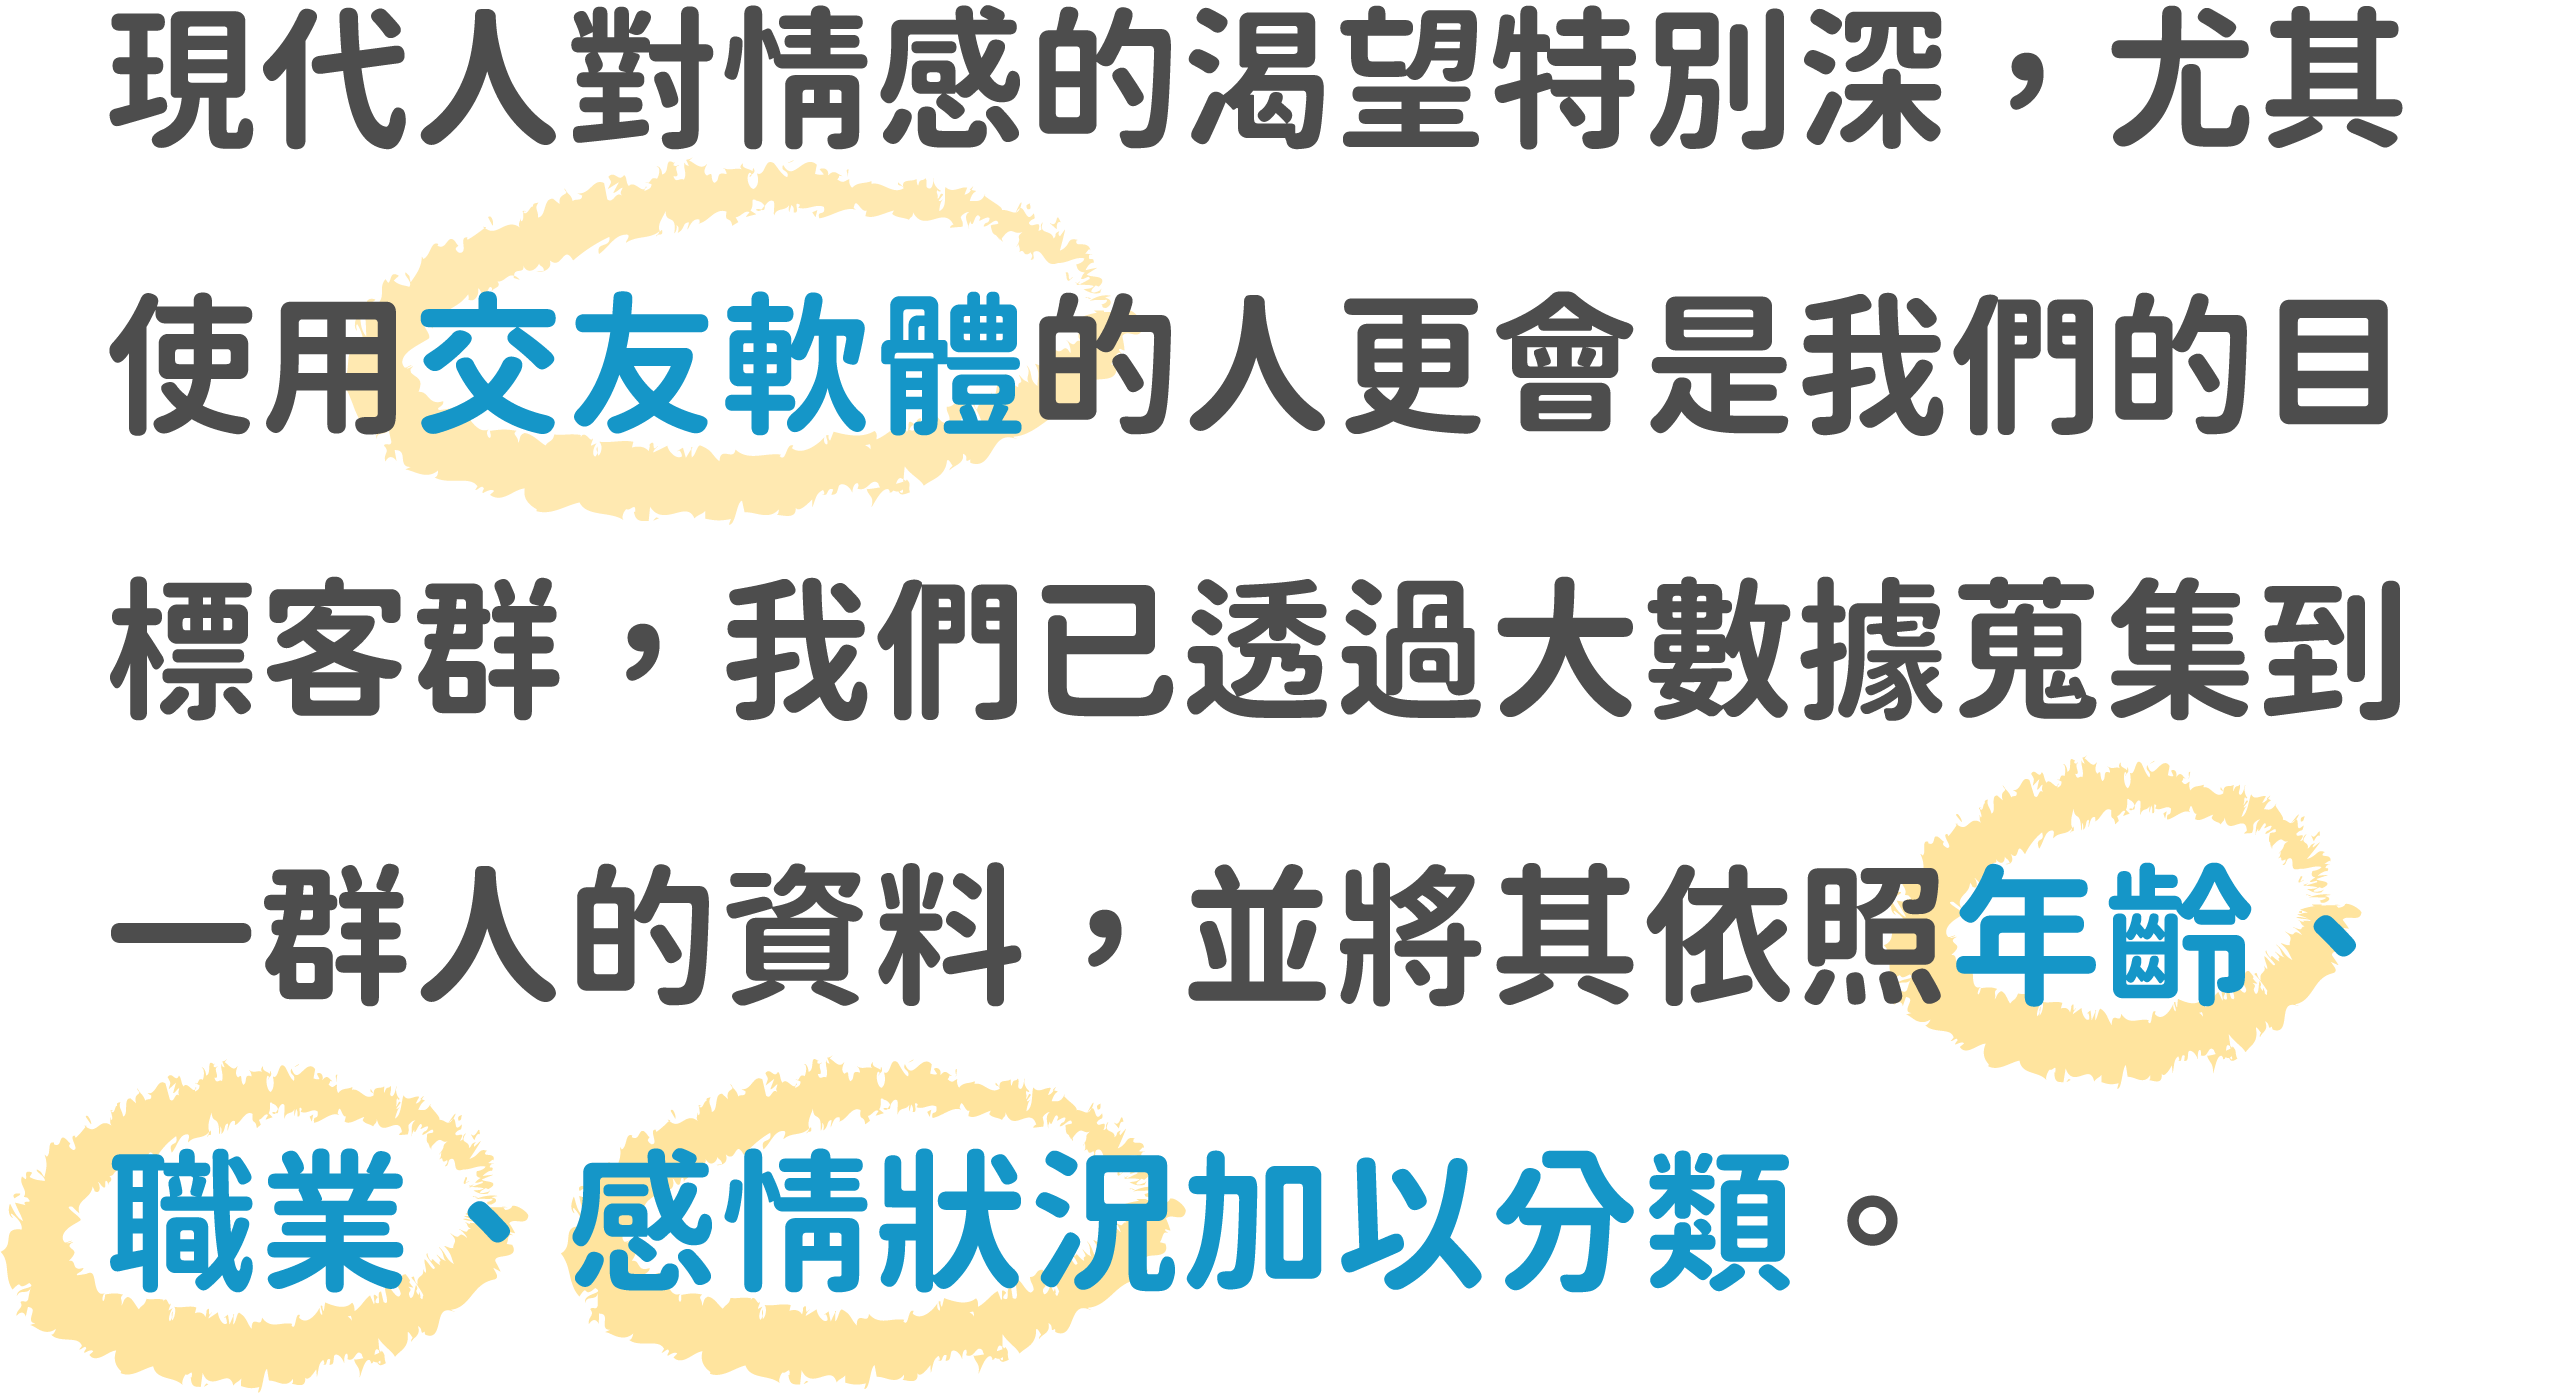 現代人對情感的渴望特別深，尤其
使用交友軟體的人更會是我們的目
標客群，我們已透過大數據蒐集到
一群人的資料，並將其依照年齡、
職業、感情狀況加以分類。